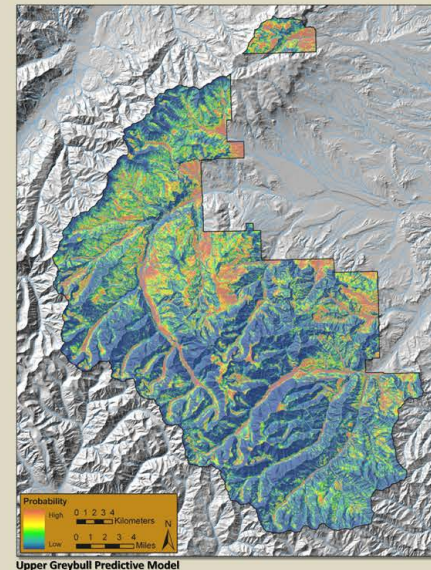 Probability
High
Low
0 1 2 3 4
Kilometers
0 1 2 3 4
Miles
N
Upper Greybull Predictive Model